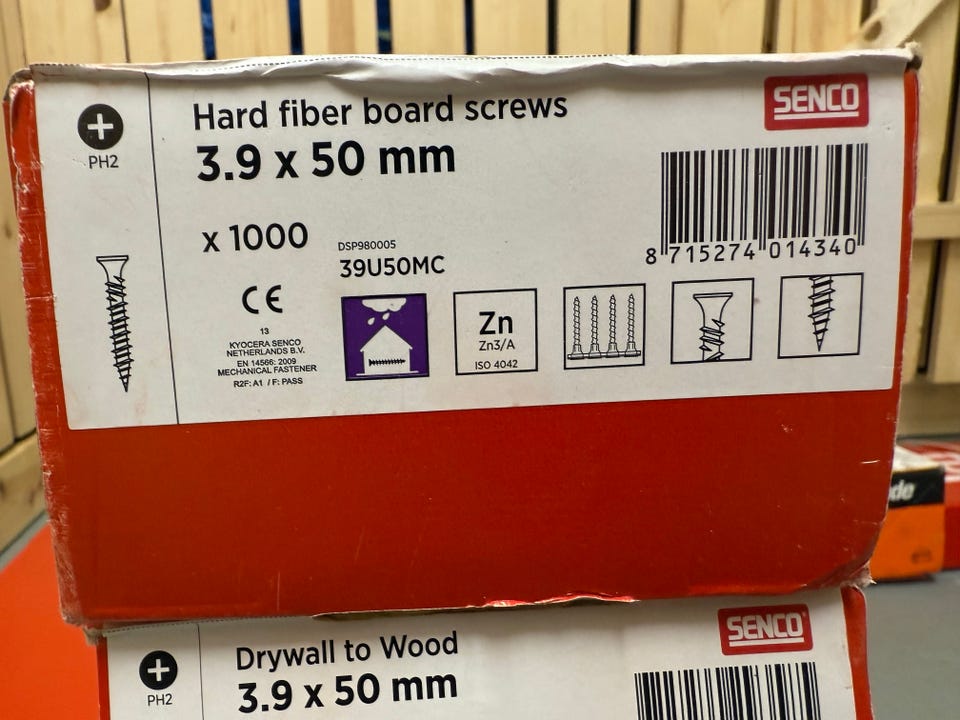 PH2
Hard fiber board screws
3.9 x 50 mm
SENCO
x 1000
DSP980005
39U50MC
8 715274 014340
CE
13
KYOCERA SENCO
NETHERLANDS B.V.
EN 14566: 2009
MECHANICAL FASTENER
R2F: A1 / F: PASS
Zn
Zn3/A
ISO 4042
de
PH2
Drywall to Wood
3.9 x 50 mm
SENCO